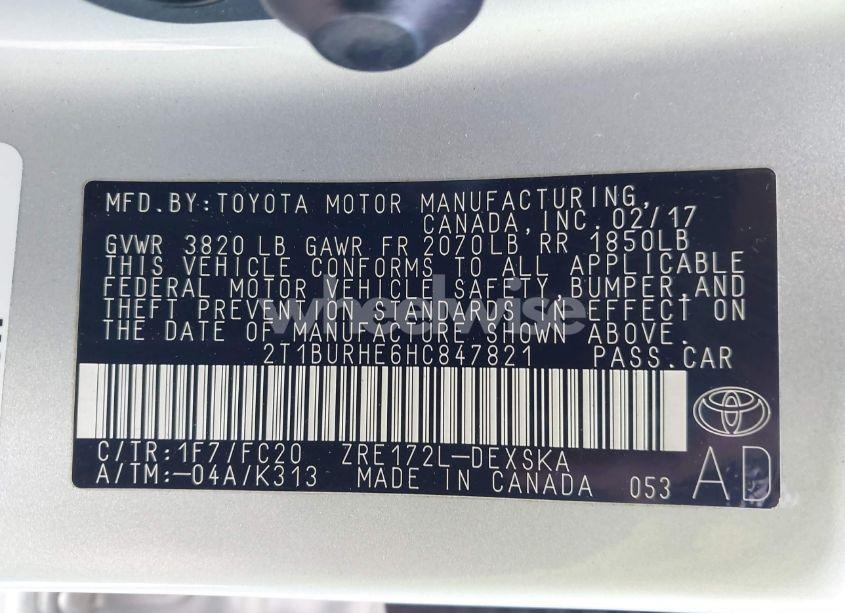 MFD.BY:TOYOTA MOTOR MANUFACTURING,
CANADA,INC. 02/17
GVWR 3820 LB GAWR FR 2070LB RR 1850LB
THIS VEHICLE CONFORMS TO ALL APPLICABLE
FEDERAL MOTOR VEHICLE SAFETY, BUMPER,AND
THEFT PREVENTION STANDARDS IN EFFECT ON
THE DATE OF MANUFACTURE SHOWN ABOVE.
wheelwise
2T1BURHE6HC847821 PASS.CAR
C/TR:1F7/FC20 ZRE172L-DEXSKA
A/TM:-04A/K313 MADE IN CANADA 053 AD